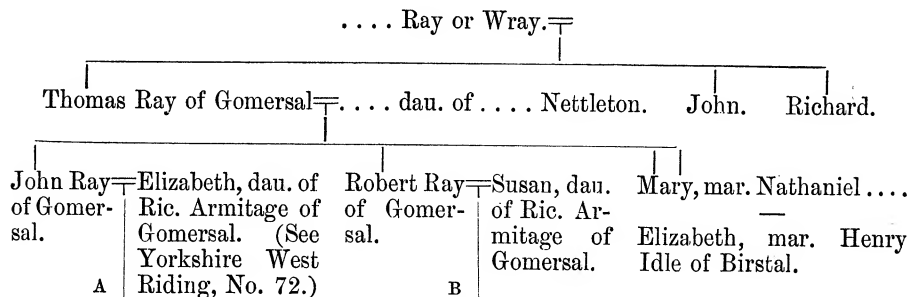 .... Ray or Wray.
Thomas Ray of Gomersal .... dau. of .... Nettleton. John. Richard.
John Ray
of Gomer-
sal.
A
Elizabeth, dau. of
Ric. Armitage of
Gomersal. (See
Yorkshire West
Riding, No. 72.)
Robert Ray
of Gomer-
sal.
B
Susan, dau.
of Ric. Ar-
mitage of
Gomersal.
Mary, mar. Nathaniel ....
Elizabeth, mar. Henry
Idle of Birstal.